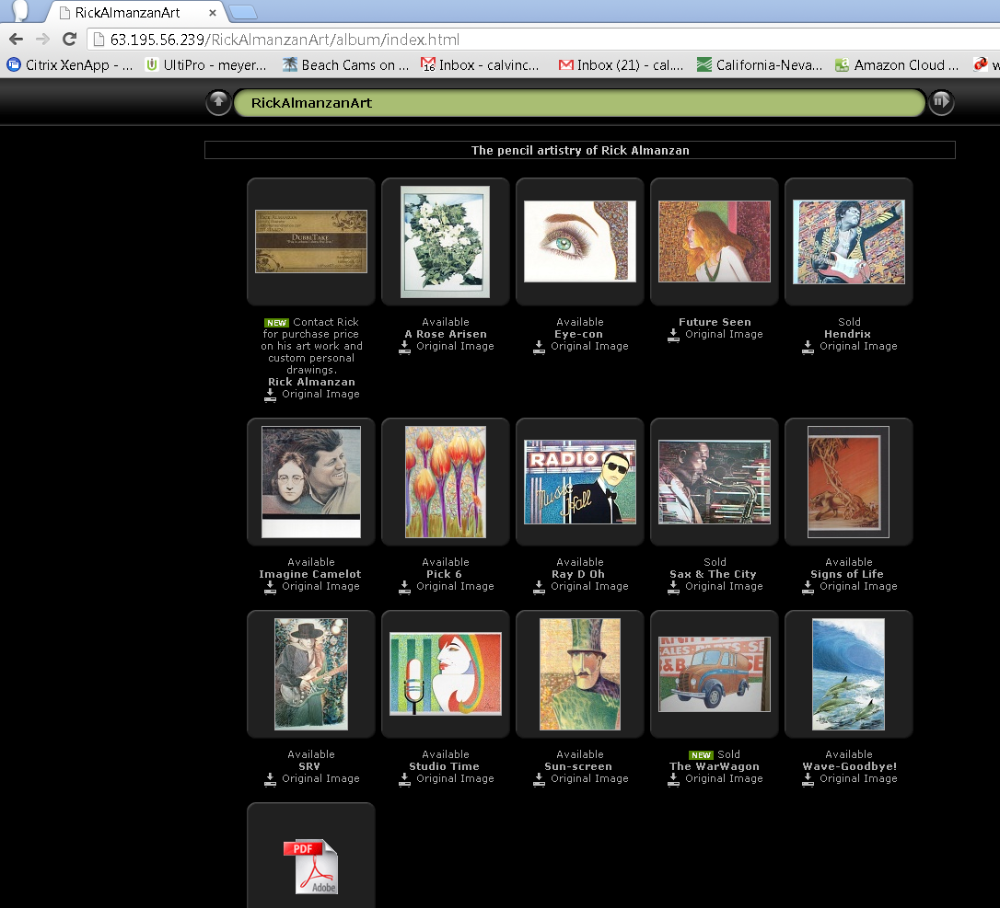 RickAlmanzanArt
63.195.56.239/RickAlmanzanArt/album/index.html
Citrix XenApp - ... UltiPro - meyer... Beach Cams on ... 16 Inbox - calvinc... Inbox (21) - cal.... California-Neva... Amazon Cloud ... w
RickAlmanzanArt
The pencil artistry of Rick Almanzan
RICK ALMANZAN
DUBBLTAKE
NEW Contact Rick
for purchase price
on his art work and
custom personal
drawings.
Rick Almanzan
Original Image
Available
A Rose Arisen
Original Image
Available
Eye-con
Original Image
Future Seen
Original Image
Sold
Hendrix
Original Image
RADIO
Music
Hall
Available
Imagine Camelot
Original Image
Available
Pick 6
Original Image
Available
Ray D Oh
Original Image
Sold
Sax & The City
Original Image
Available
Signs of Life
Original Image
Available
SRV
Original Image
Available
Studio Time
Original Image
Available
Sun-screen
Original Image
NEW Sold
The WarWagon
Original Image
Available
Wave-Goodbye!
Original Image
PDF
Adobe